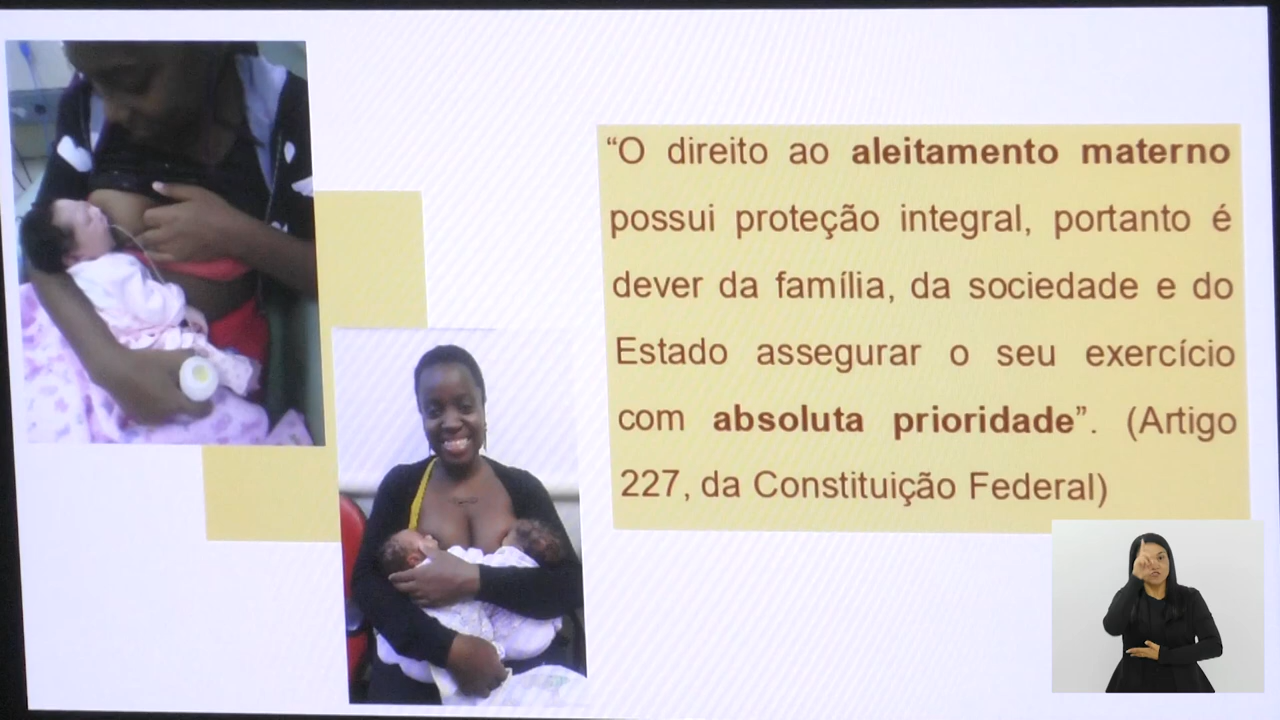 “O direito ao aleitamento materno
possui proteção integral, portanto é
dever da família, da sociedade e do
Estado assegurar o seu exercício
com absoluta prioridade”. (Artigo
227, da Constituição Federal)